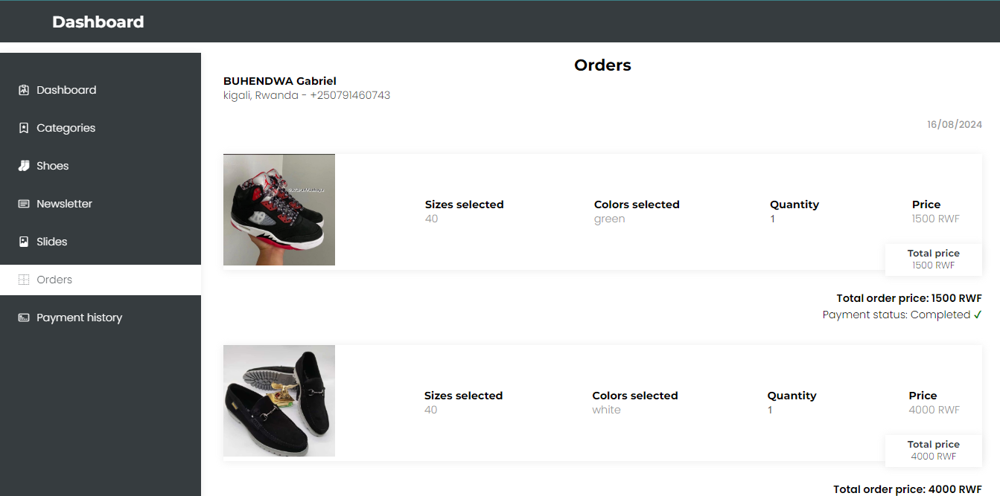 Dashboard
Dashboard
Categories
Shoes
Newsletter
Slides
Orders
Payment history
Orders
BUHENDWA Gabriel
kigali, Rwanda - +250791460743
16/08/2024
Sizes selected
40
Colors selected
green
Quantity
1
Price
1500 RWF
Total price
1500 RWF
Total order price: 1500 RWF
Payment status: Completed ✓
Sizes selected
40
Colors selected
white
Quantity
1
Price
4000 RWF
Total price
4000 RWF
Total order price: 4000 RWF